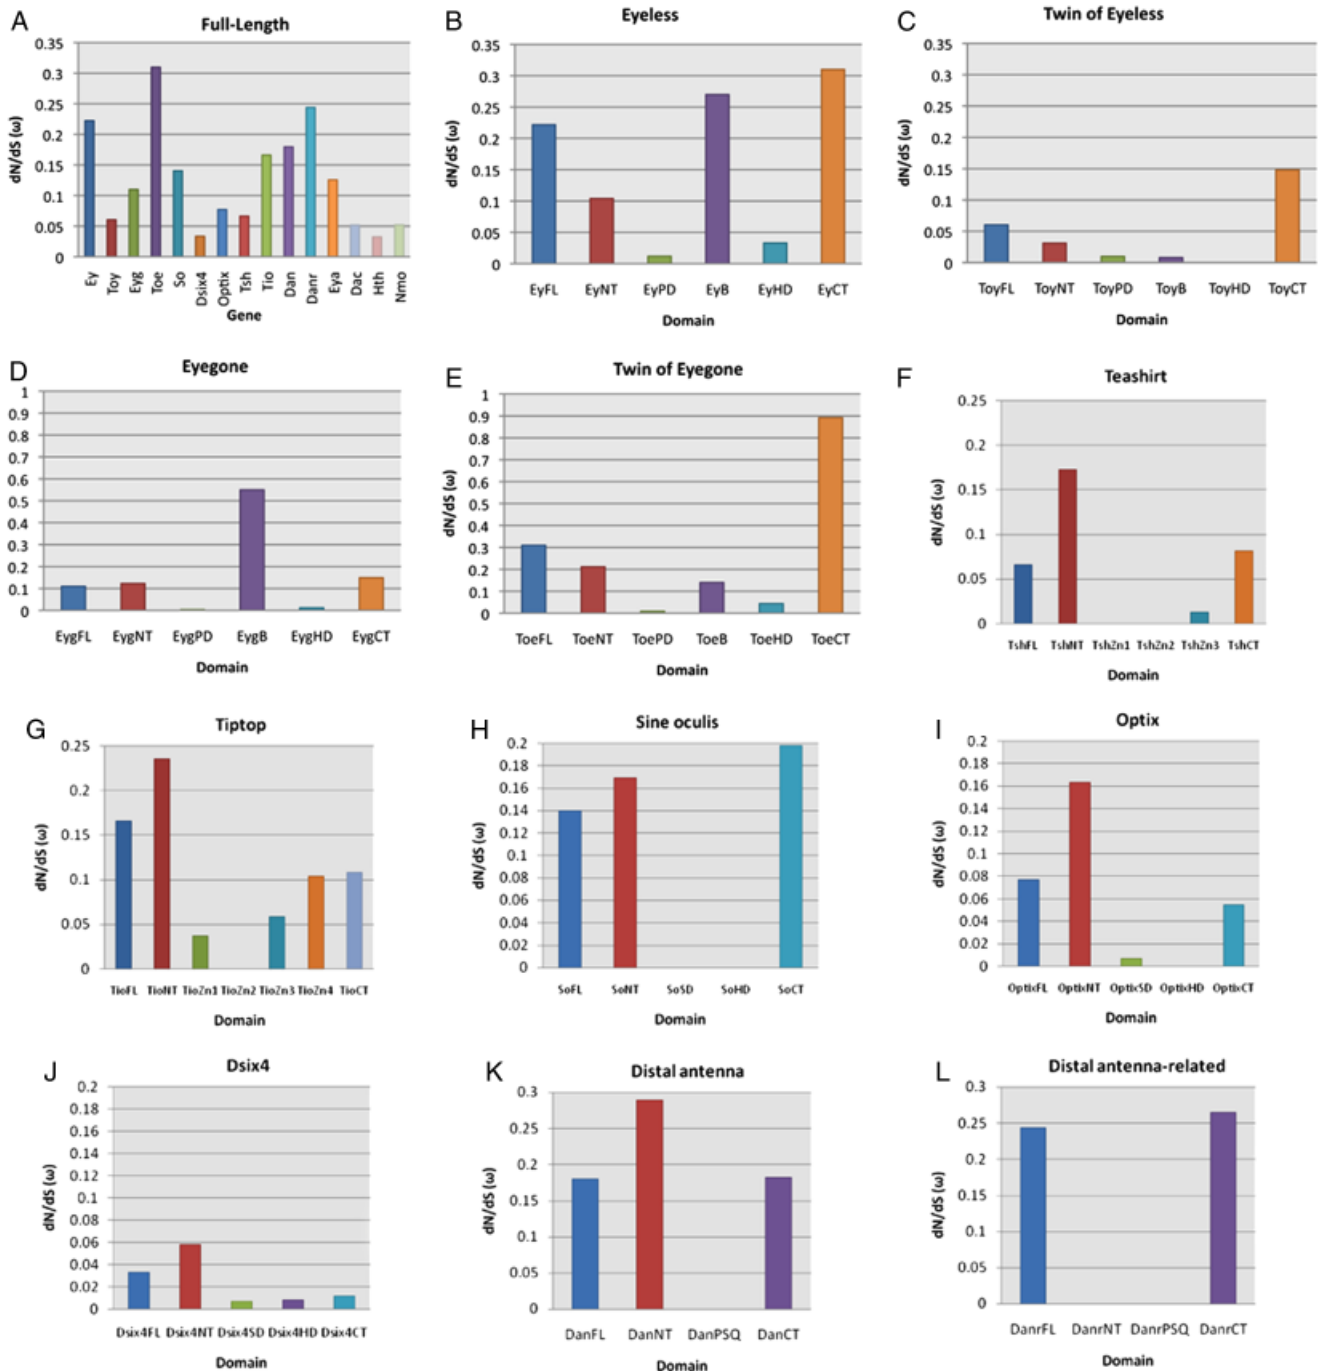 A
Full-Length
0.35
0.3
0.25
0.2
0.15
0.1
0.05
0
dN/dS (ω)
Ey Toy Eyg Toe So Dsix4 Optix Tsh Tio Dan Danr Eya Dac Hth Nmo
Gene
B
Eyeless
0.35
0.3
0.25
0.2
0.15
0.1
0.05
0
dN/dS (ω)
EyFL EyNT EyPD EyB EyHD EyCT
Domain
C
Twin of Eyeless
0.35
0.3
0.25
0.2
0.15
0.1
0.05
0
dN/dS (ω)
ToyFL ToyNT ToyPD ToyB ToyHD ToyCT
Domain
D
Eyegone
1
0.9
0.8
0.7
0.6
0.5
0.4
0.3
0.2
0.1
0
dN/dS (ω)
EygFL EygNT EygPD EygB EygHD EygCT
Domain
E
Twin of Eyegone
1
0.9
0.8
0.7
0.6
0.5
0.4
0.3
0.2
0.1
0
dN/dS (ω)
ToeFL ToeNT ToePD ToeB ToeHD ToeCT
Domain
F
Teashirt
0.25
0.2
0.15
0.1
0.05
0
dN/dS (ω)
TshFL TshNT TshZn1 TshZn2 TshZn3 TshCT
Domain
G
Tiptop
0.25
0.2
0.15
0.1
0.05
0
dN/dS (ω)
TioFL TioNT TioZn1 TioZn2 TioZn3 TioZn4 TioCT
Domain
H
Sine oculis
0.2
0.18
0.16
0.14
0.12
0.1
0.08
0.06
0.04
0.02
0
dN/dS (ω)
SoFL SoNT SoSD SoHD SoCT
Domain
I
Optix
0.2
0.18
0.16
0.14
0.12
0.1
0.08
0.06
0.04
0.02
0
dN/dS (ω)
OptixFL OptixNT OptixSD OptixHD OptixCT
Domain
J
Dsix4
0.2
0.18
0.16
0.14
0.12
0.1
0.08
0.06
0.04
0.02
0
dN/dS (ω)
Dsix4FL Dsix4NT Dsix4SD Dsix4HD Dsix4CT
Domain
K
Distal antenna
0.3
0.25
0.2
0.15
0.1
0.05
0
dN/dS (ω)
DanFL DanNT DanPSQ DanCT
Domain
L
Distal antenna-related
0.3
0.25
0.2
0.15
0.1
0.05
0
dN/dS (ω)
DanrFL DanrNT DanrPSQ DanrCT
Domain